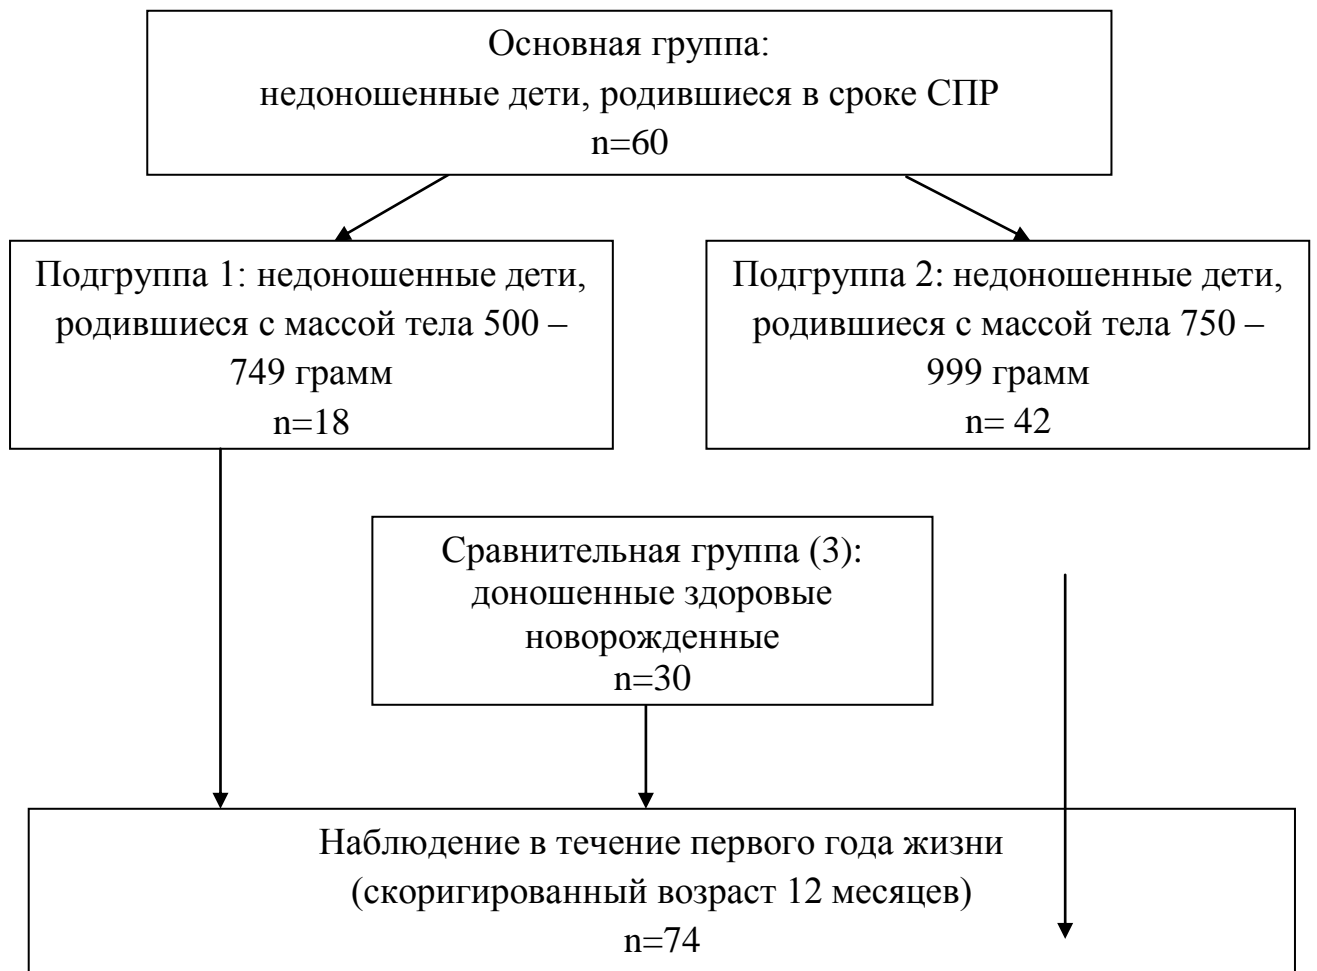 Основная группа:
недоношенные дети, родившиеся в сроке СПР
n=60
Подгруппа 1: недоношенные дети,
родившиеся с массой тела 500 –
749 грамм
n=18
Подгруппа 2: недоношенные дети,
родившиеся с массой тела 750 –
999 грамм
n= 42
Сравнительная группа (3):
доношенные здоровые
новорожденные
n=30
Наблюдение в течение первого года жизни
(скоригированный возраст 12 месяцев)
n=74